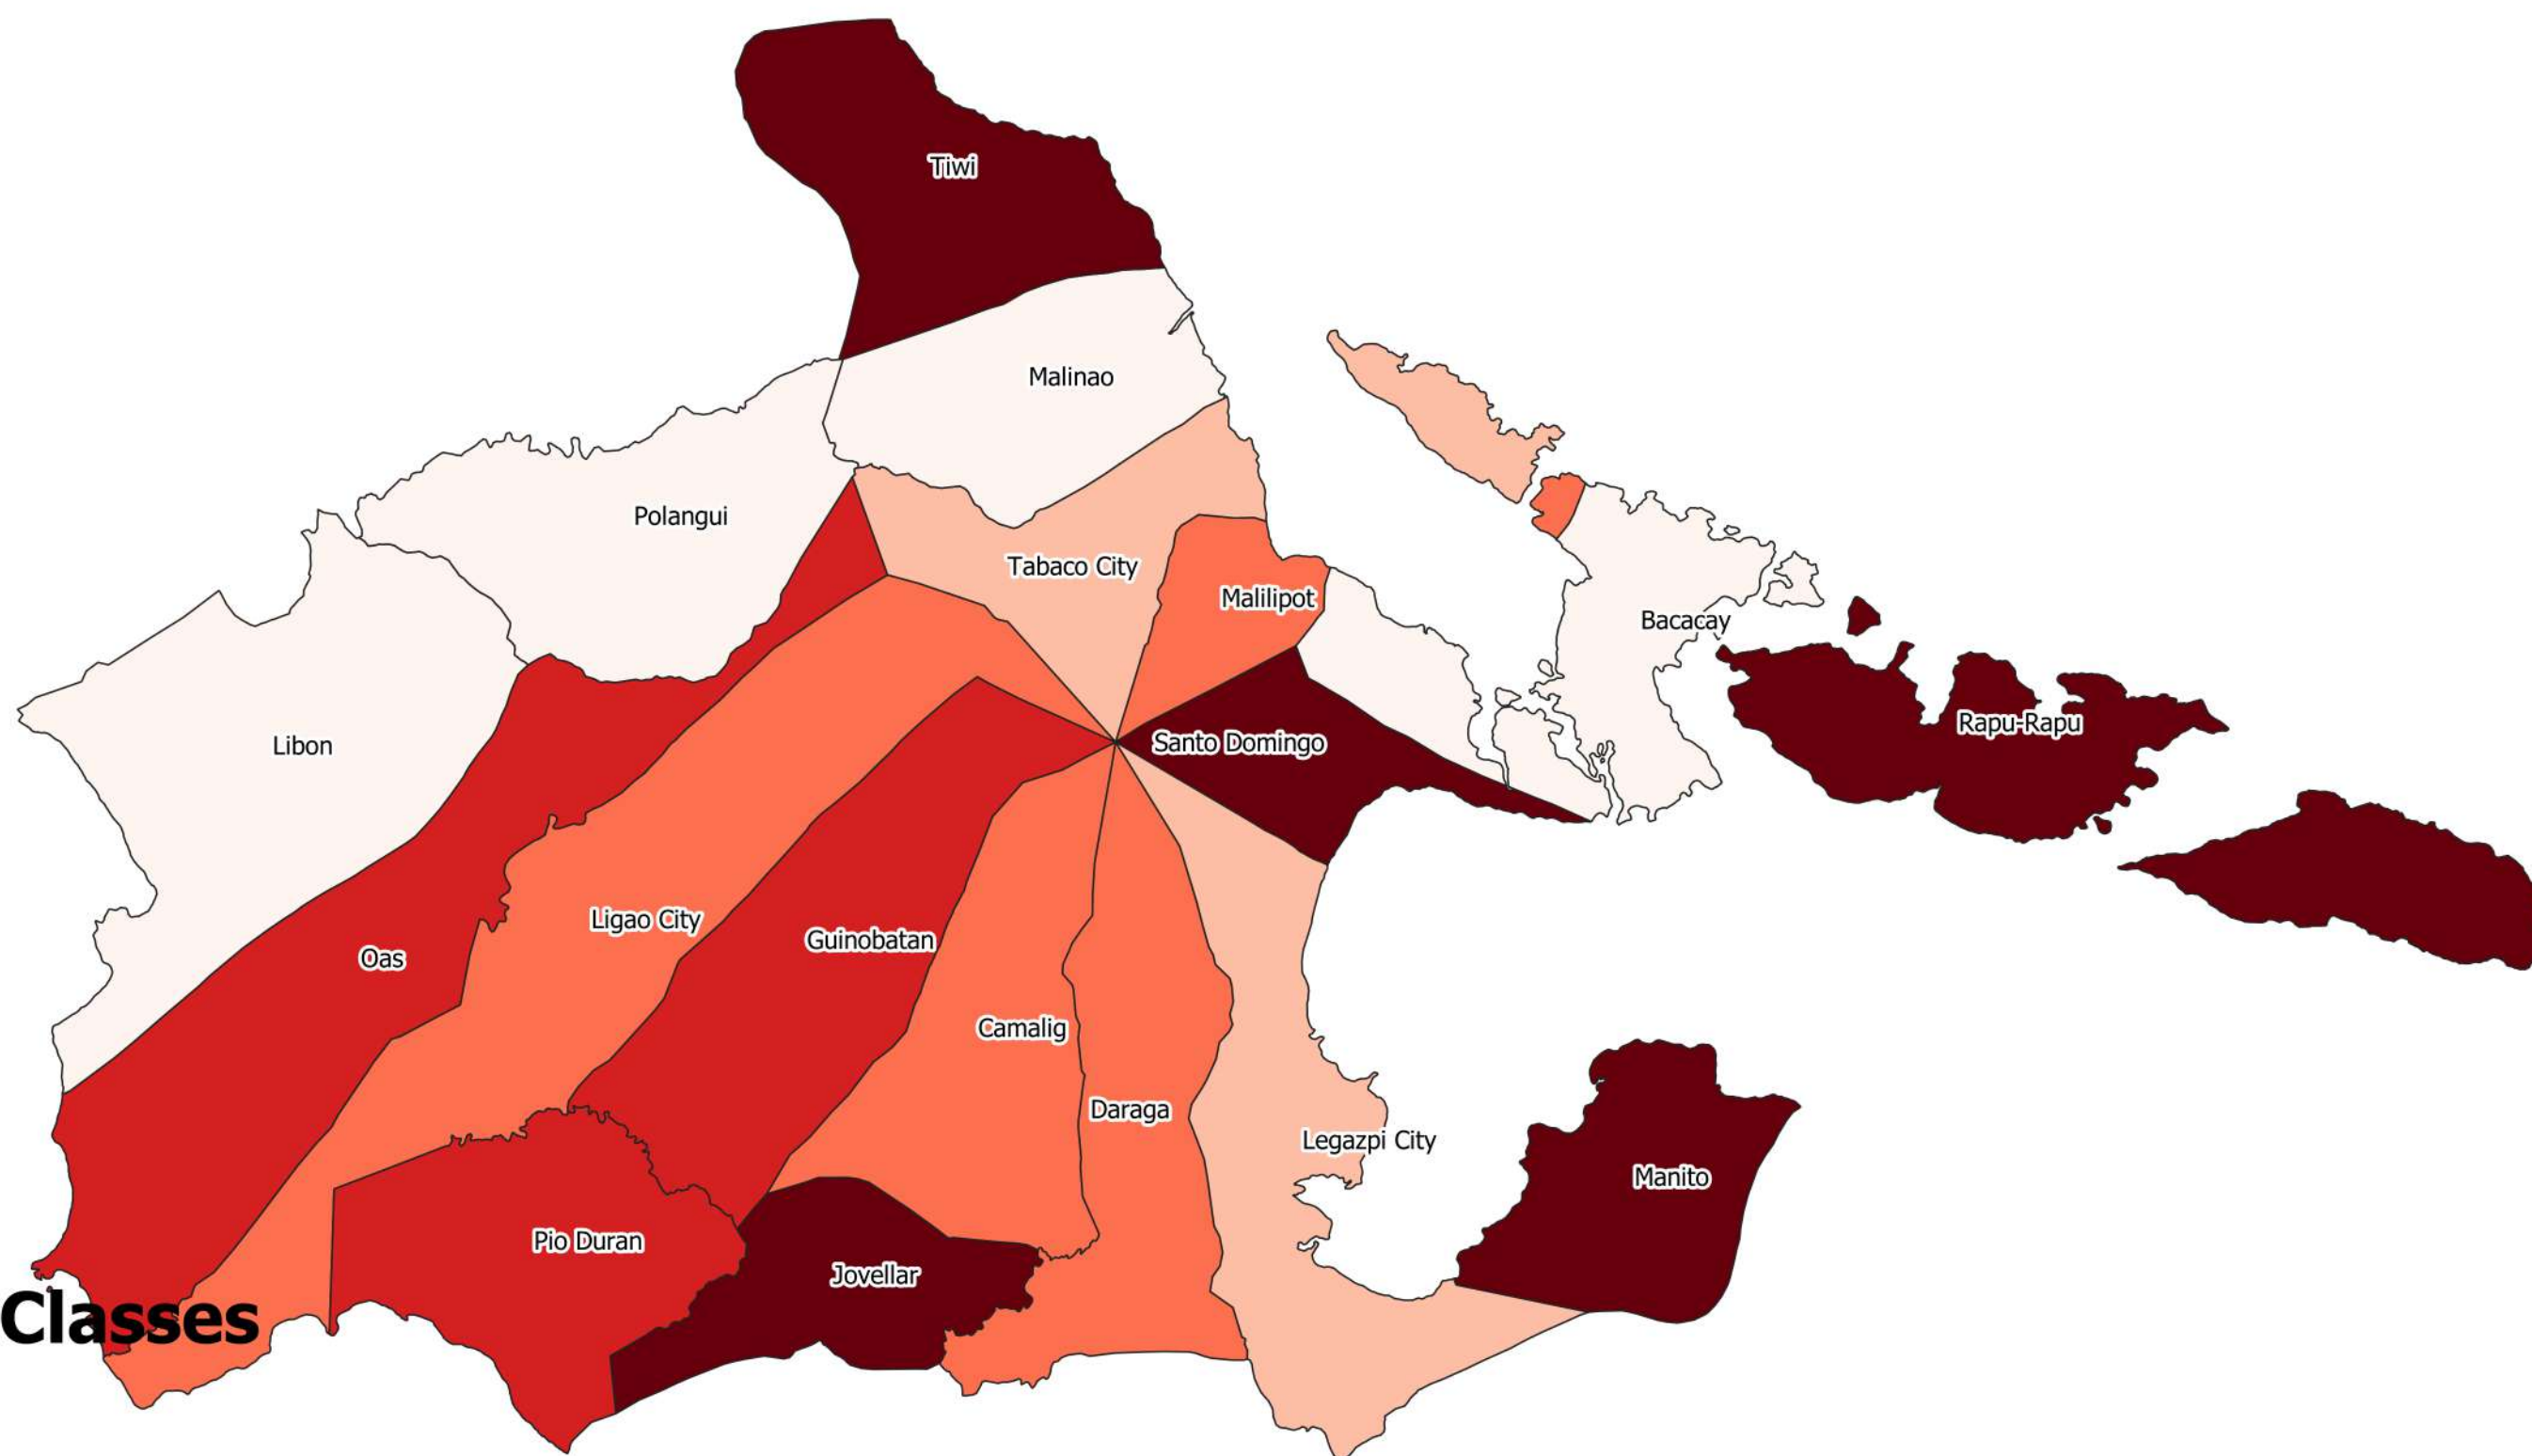 Tiwi
Malinao
Polangui
Tabaco City
Malilipot
Bacacay
Rapu-Rapu
Santo Domingo
Libon
Ligao City
Guinobatan
Oas
Camalig
Daraga
Legazpi City
Manito
Pio Duran
Jovellar
Classes